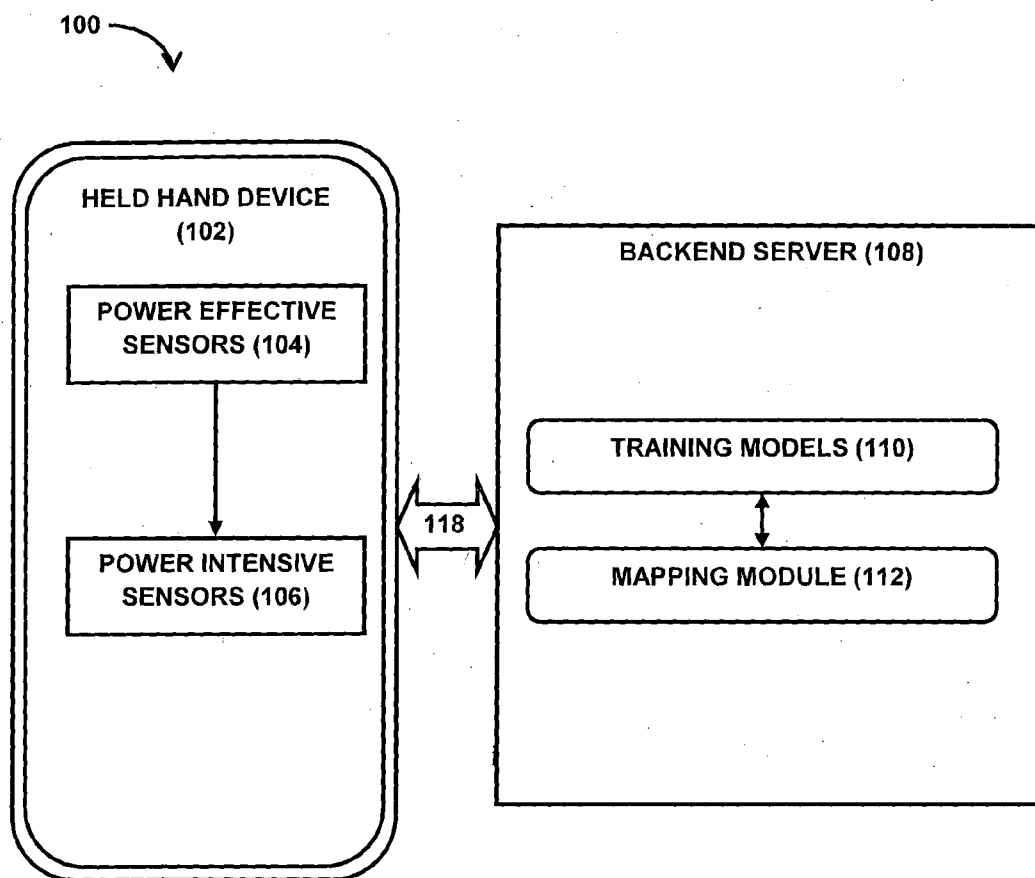 100
HELD HAND DEVICE
(102)
POWER EFFECTIVE
SENSORS (104)
POWER INTENSIVE
SENSORS (106)
118
BACKEND SERVER (108)
TRAINING MODELS (110)
MAPPING MODULE (112)